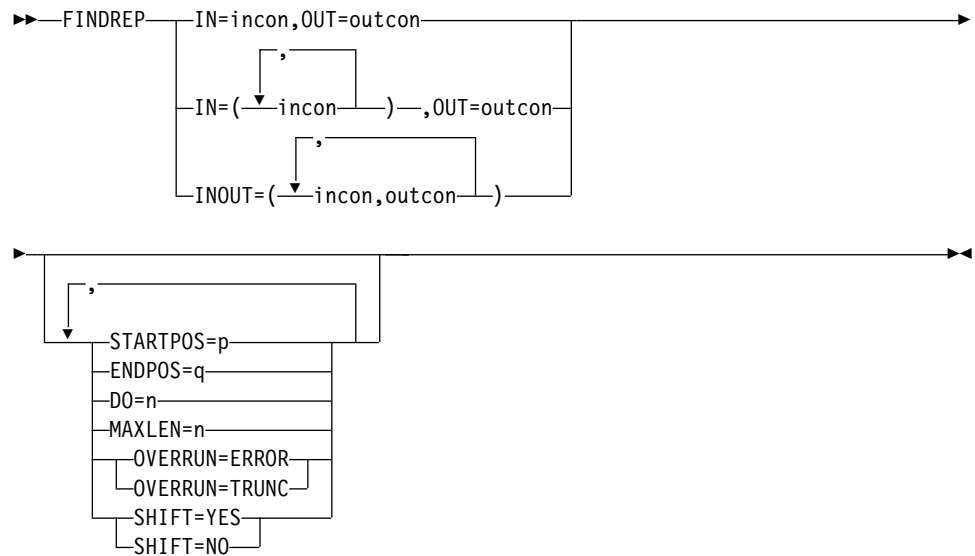 FINDREP IN=incon,OUT=outcon
,
IN=( incon ) ,OUT=outcon
,
INOUT=( incon,outcon )
,
STARTPOS=p
ENDPOS=q
DO=n
MAXLEN=n
OVERRUN=ERROR
OVERRUN=TRUNC
SHIFT=YES
SHIFT=NO